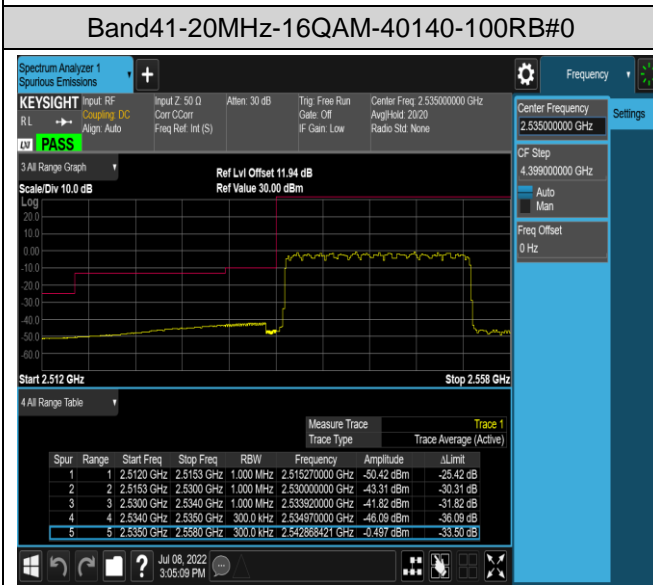 Band41-20MHz-16QAM-40140-100RB#0
Spectrum Analyzer 1
Spurious Emissions
Frequency
KEYSIGHT
RL
LXI
PASS
Input: RF
Coupling: DC
Align: Auto
Input Z: 50 Ω
Corr CCorr
Freq Ref: Int (S)
Atten: 30 dB
Trig: Free Run
Gate: Off
IF Gain: Low
Center Freq: 2.535000000 GHz
Avg|Hold: 20/20
Radio Std: None
Center Frequency
2.535000000 GHz
Settings
CF Step
4.399000000 GHz
Auto
Man
Freq Offset
0 Hz
3 All Range Graph
Scale/Div 10.0 dB
Ref Lvl Offset 11.94 dB
Ref Value 30.00 dBm
Log
20.0
10.0
0.00
-10.0
-20.0
-30.0
-40.0
-50.0
-60.0
Start 2.512 GHz
Stop 2.558 GHz
4 All Range Table
Measure Trace Trace 1
Trace Type Trace Average (Active)
Spur Range Start Freq Stop Freq RBW Frequency Amplitude ΔLimit
1 1 2.5120 GHz 2.5153 GHz 1.000 MHz 2.515270000 GHz -50.42 dBm -25.42 dB
2 2 2.5153 GHz 2.5300 GHz 1.000 MHz 2.530000000 GHz -43.31 dBm -30.31 dB
3 3 2.5300 GHz 2.5340 GHz 1.000 MHz 2.533920000 GHz -41.82 dBm -31.82 dB
4 4 2.5340 GHz 2.5350 GHz 300.0 kHz 2.534970000 GHz -46.09 dBm -36.09 dB
5 5 2.5350 GHz 2.5580 GHz 300.0 kHz 2.542868421 GHz -0.497 dBm -33.50 dB
Jul 08, 2022
3:05:09 PM